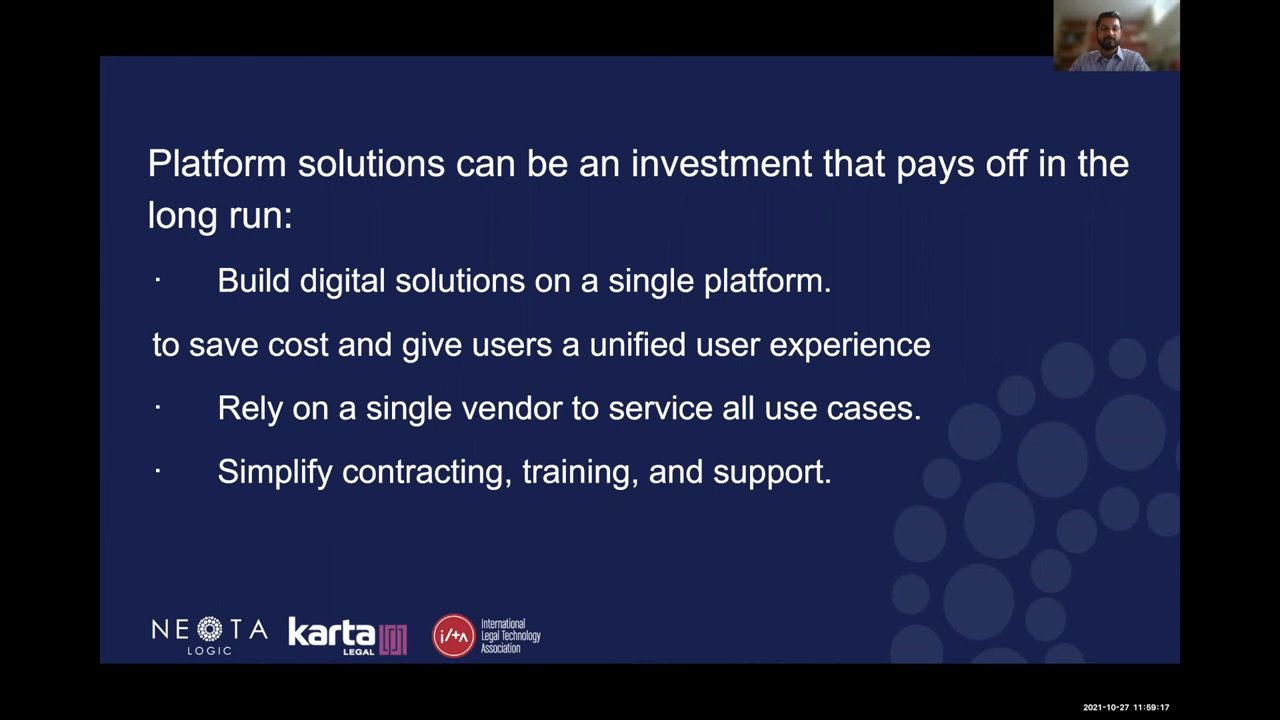 Platform solutions can be an investment that pays off in the
long run:
· Build digital solutions on a single platform.
to save cost and give users a unified user experience
· Rely on a single vendor to service all use cases.
· Simplify contracting, training, and support.
NEOTA
LOGIC
karta
LEGAL
i/tA
International
Legal Technology
Association
2021-10-27 11:59:17